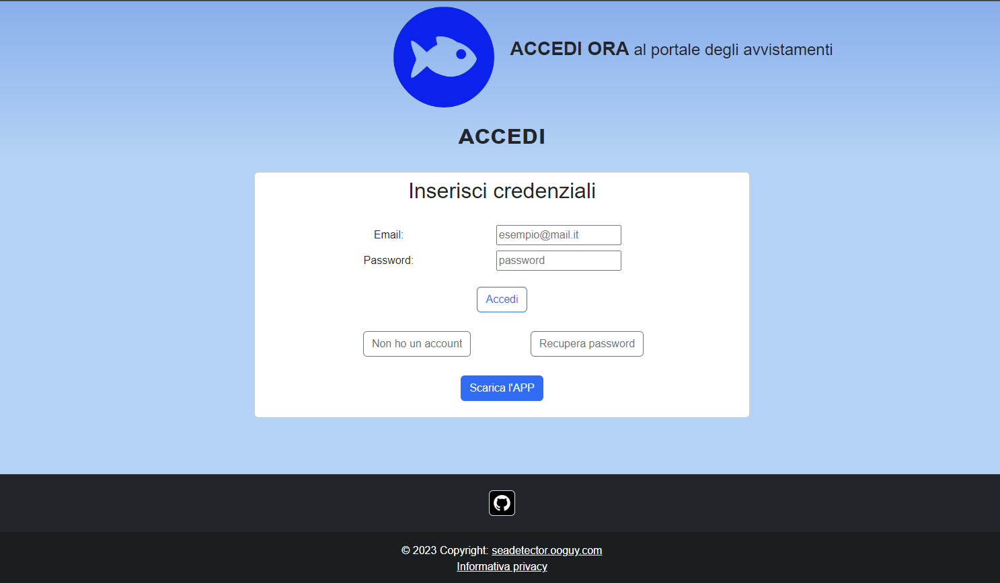 ACCEDI ORA al portale degli avvistamenti
ACCEDI
Inserisci credenziali
Email: esempio@mail.it
Password: password
Accedi
Non ho un account Recupera password
Scarica l'APP
© 2023 Copyright: seadetector.ooguy.com
Informativa privacy